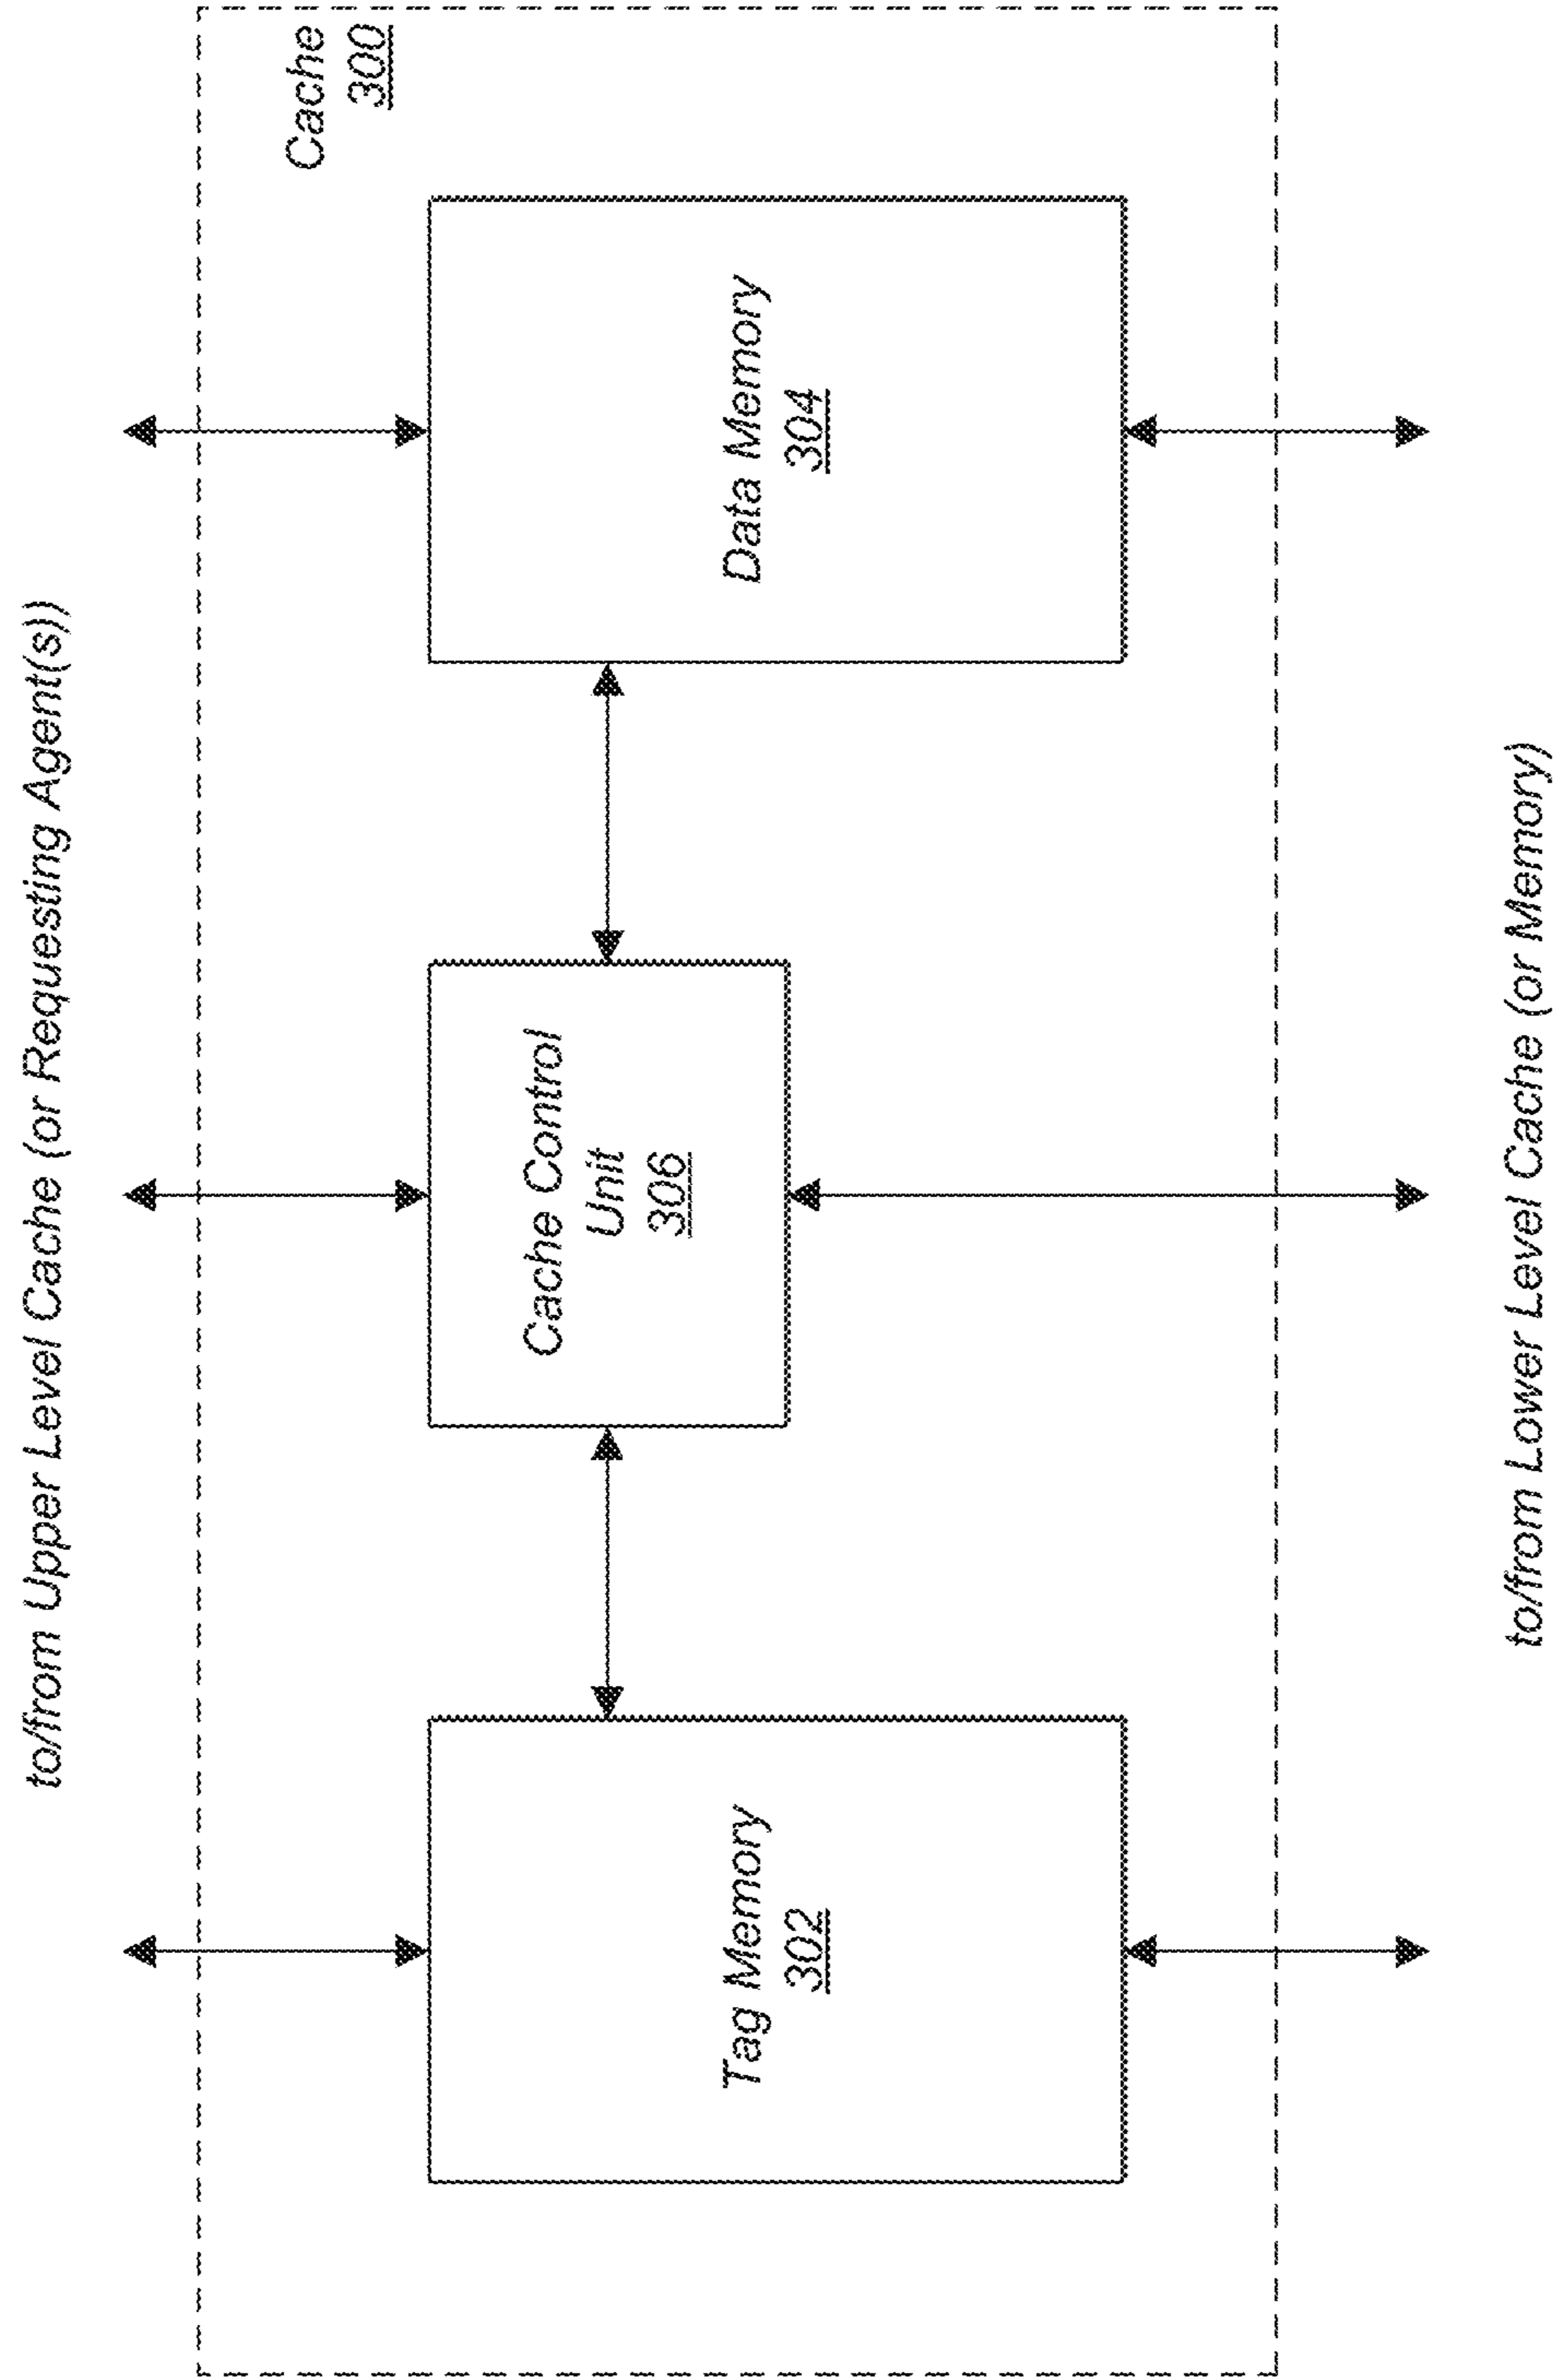 to/from Upper Level Cache (or Requesting Agent(s))
Cache
300
Tag Memory
302
Cache Control
Unit
306
Data Memory
304
to/from Lower Level Cache (or Memory)